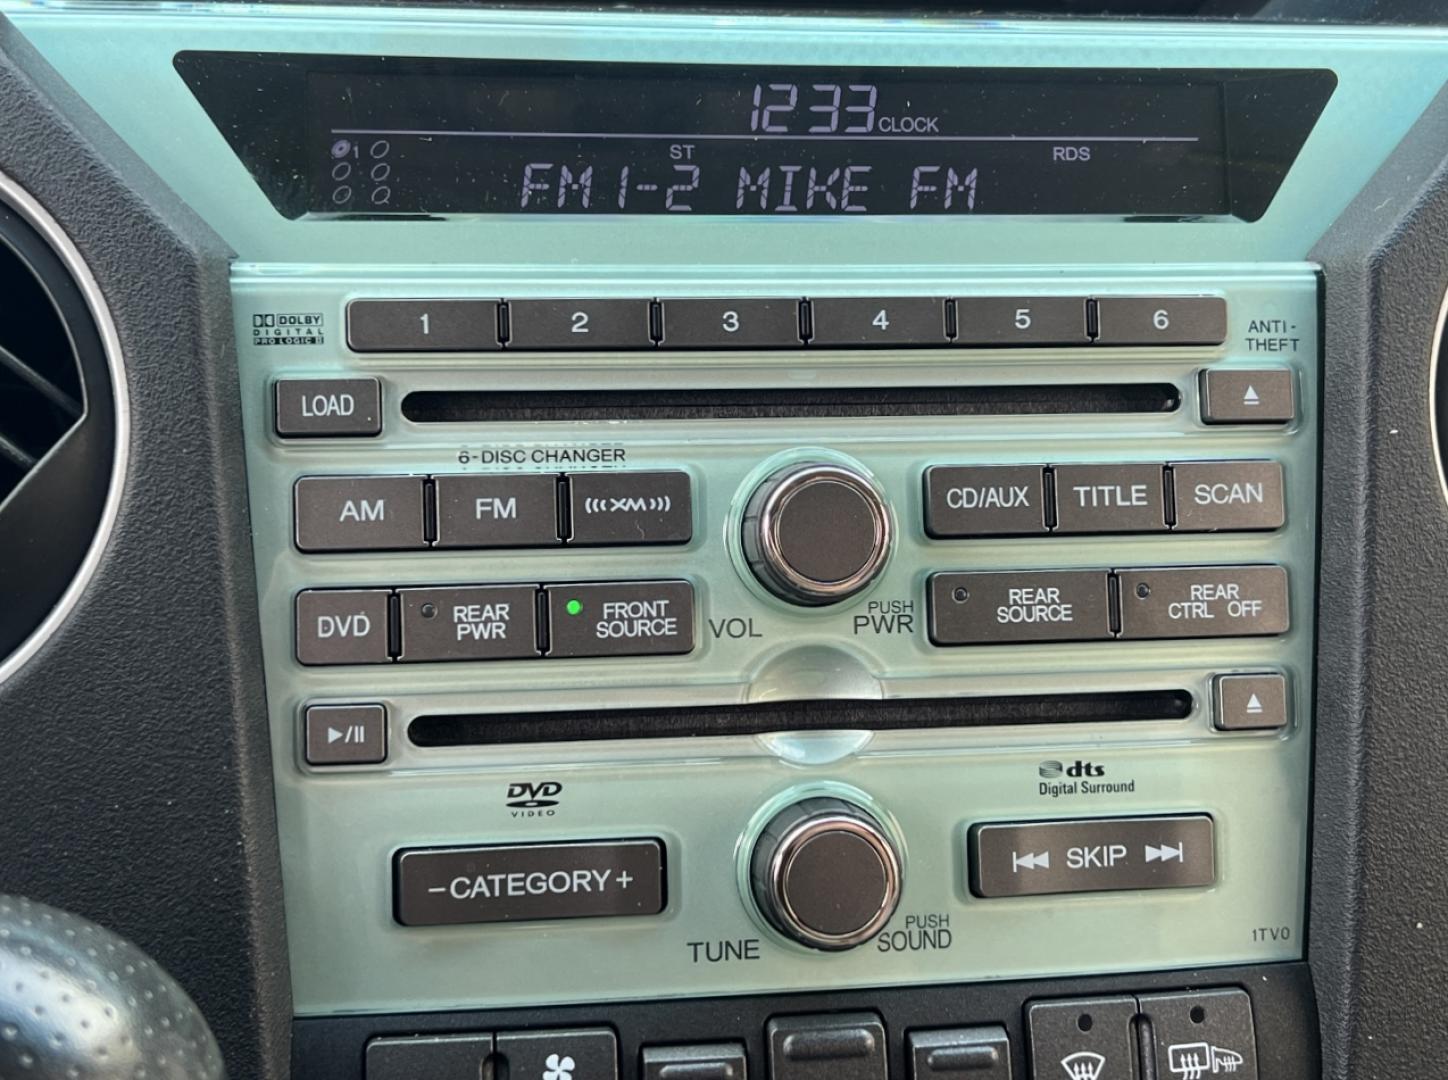 12 33 CLOCK
1
ST RDS
FM1-2 MIKE FM
DOLBY
DIGITAL
PRO LOGIC II
1 2 3 4 5 6
ANTI-
THEFT
LOAD
6-DISC CHANGER
AM FM XM
CD/AUX TITLE SCAN
DVD
REAR
PWR
FRONT
SOURCE
VOL
PUSH
PWR
REAR
SOURCE
REAR
CTRL OFF
DVD
VIDEO
dts
Digital Surround
-CATEGORY+
SKIP
TUNE
PUSH
SOUND
1TV0